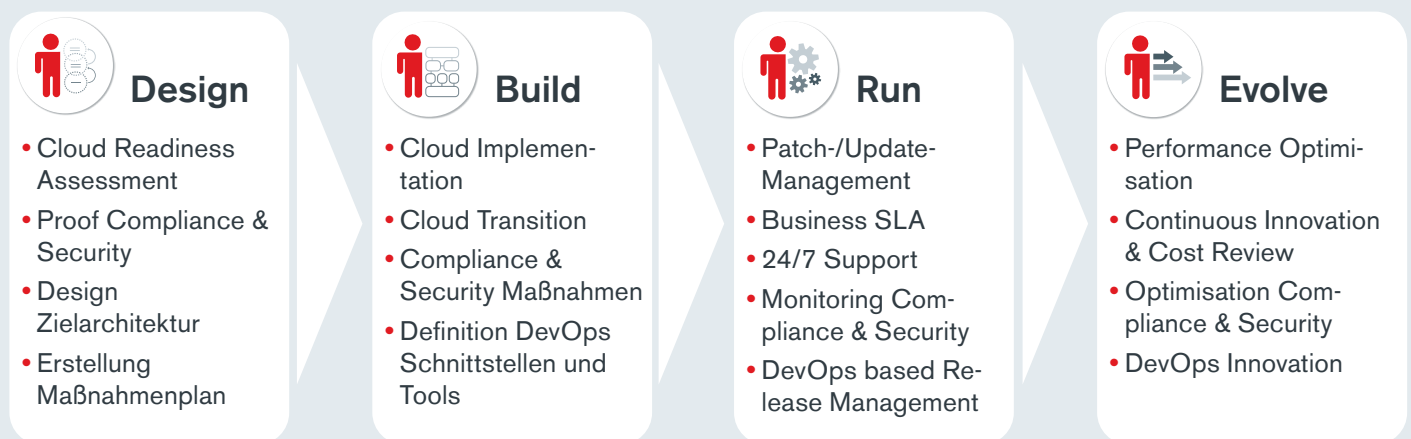 Design
• Cloud Readiness
Assessment
• Proof Compliance &
Security
• Design
Zielarchitektur
• Erstellung
Maßnahmenplan
Build
• Cloud Implemen-
tation
• Cloud Transition
• Compliance &
Security Maßnahmen
• Definition DevOps
Schnittstellen und
Tools
Run
• Patch-/Update-
Management
• Business SLA
• 24/7 Support
• Monitoring Com-
pliance & Security
• DevOps based Re-
lease Management
Evolve
• Performance Optimi-
sation
• Continuous Innovation
& Cost Review
• Optimisation Com-
pliance & Security
• DevOps Innovation